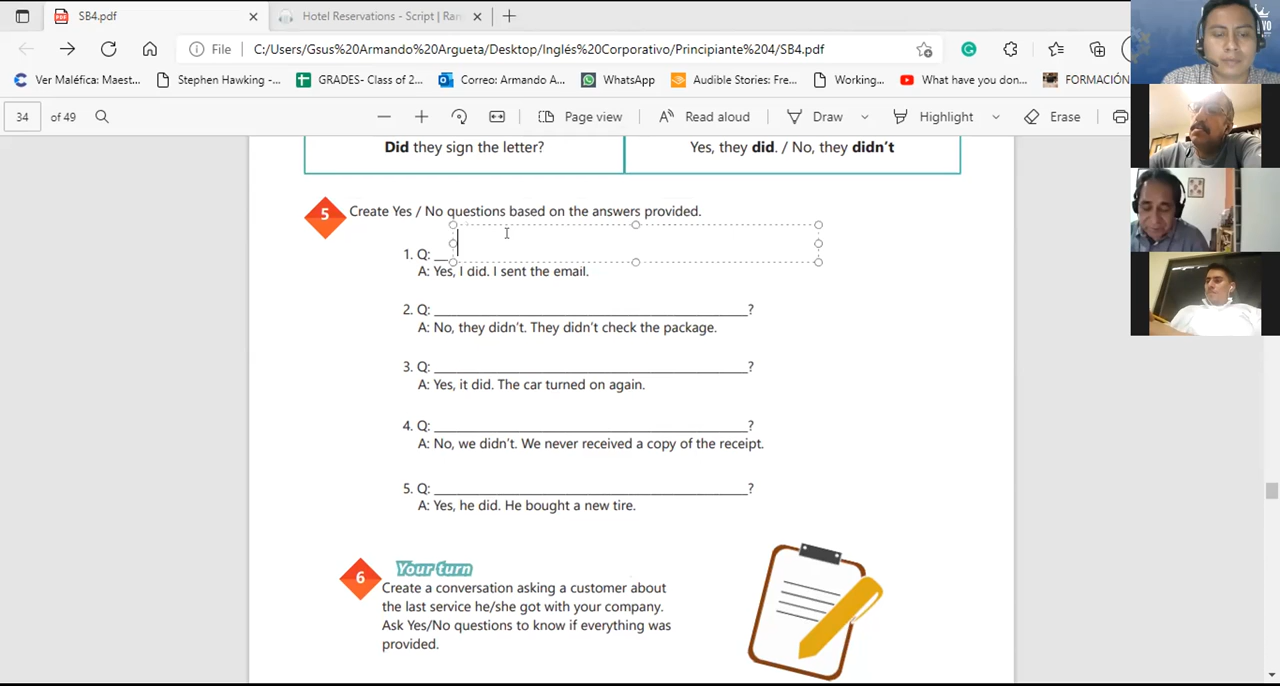 SB4.pdf
Hotel Reservations - Script | Ran
File
C:/Users/Gsus%20Armando%20Argueta/Desktop/Inglés%20Corporativo/Principiante%204/SB4.pdf
Ver Maléfica: Maest...
Stephen Hawking -...
GRADES- Class of 2...
Correo: Armando A...
WhatsApp
Audible Stories: Fre...
Working...
What have you don...
FORMACIÓN
34 of 49
Page view
Read aloud
Draw
Highlight
Erase
Did they sign the letter?
Yes, they did. / No, they didn't
5 Create Yes / No questions based on the answers provided.
1. Q: __
A: Yes, I did. I sent the email.
2. Q: ________________________________________?
A: No, they didn't. They didn't check the package.
3. Q: ________________________________________?
A: Yes, it did. The car turned on again.
4. Q: ________________________________________?
A: No, we didn't. We never received a copy of the receipt.
5. Q: ________________________________________?
A: Yes, he did. He bought a new tire.
6 Your turn
Create a conversation asking a customer about
the last service he/she got with your company.
Ask Yes/No questions to know if everything was
provided.